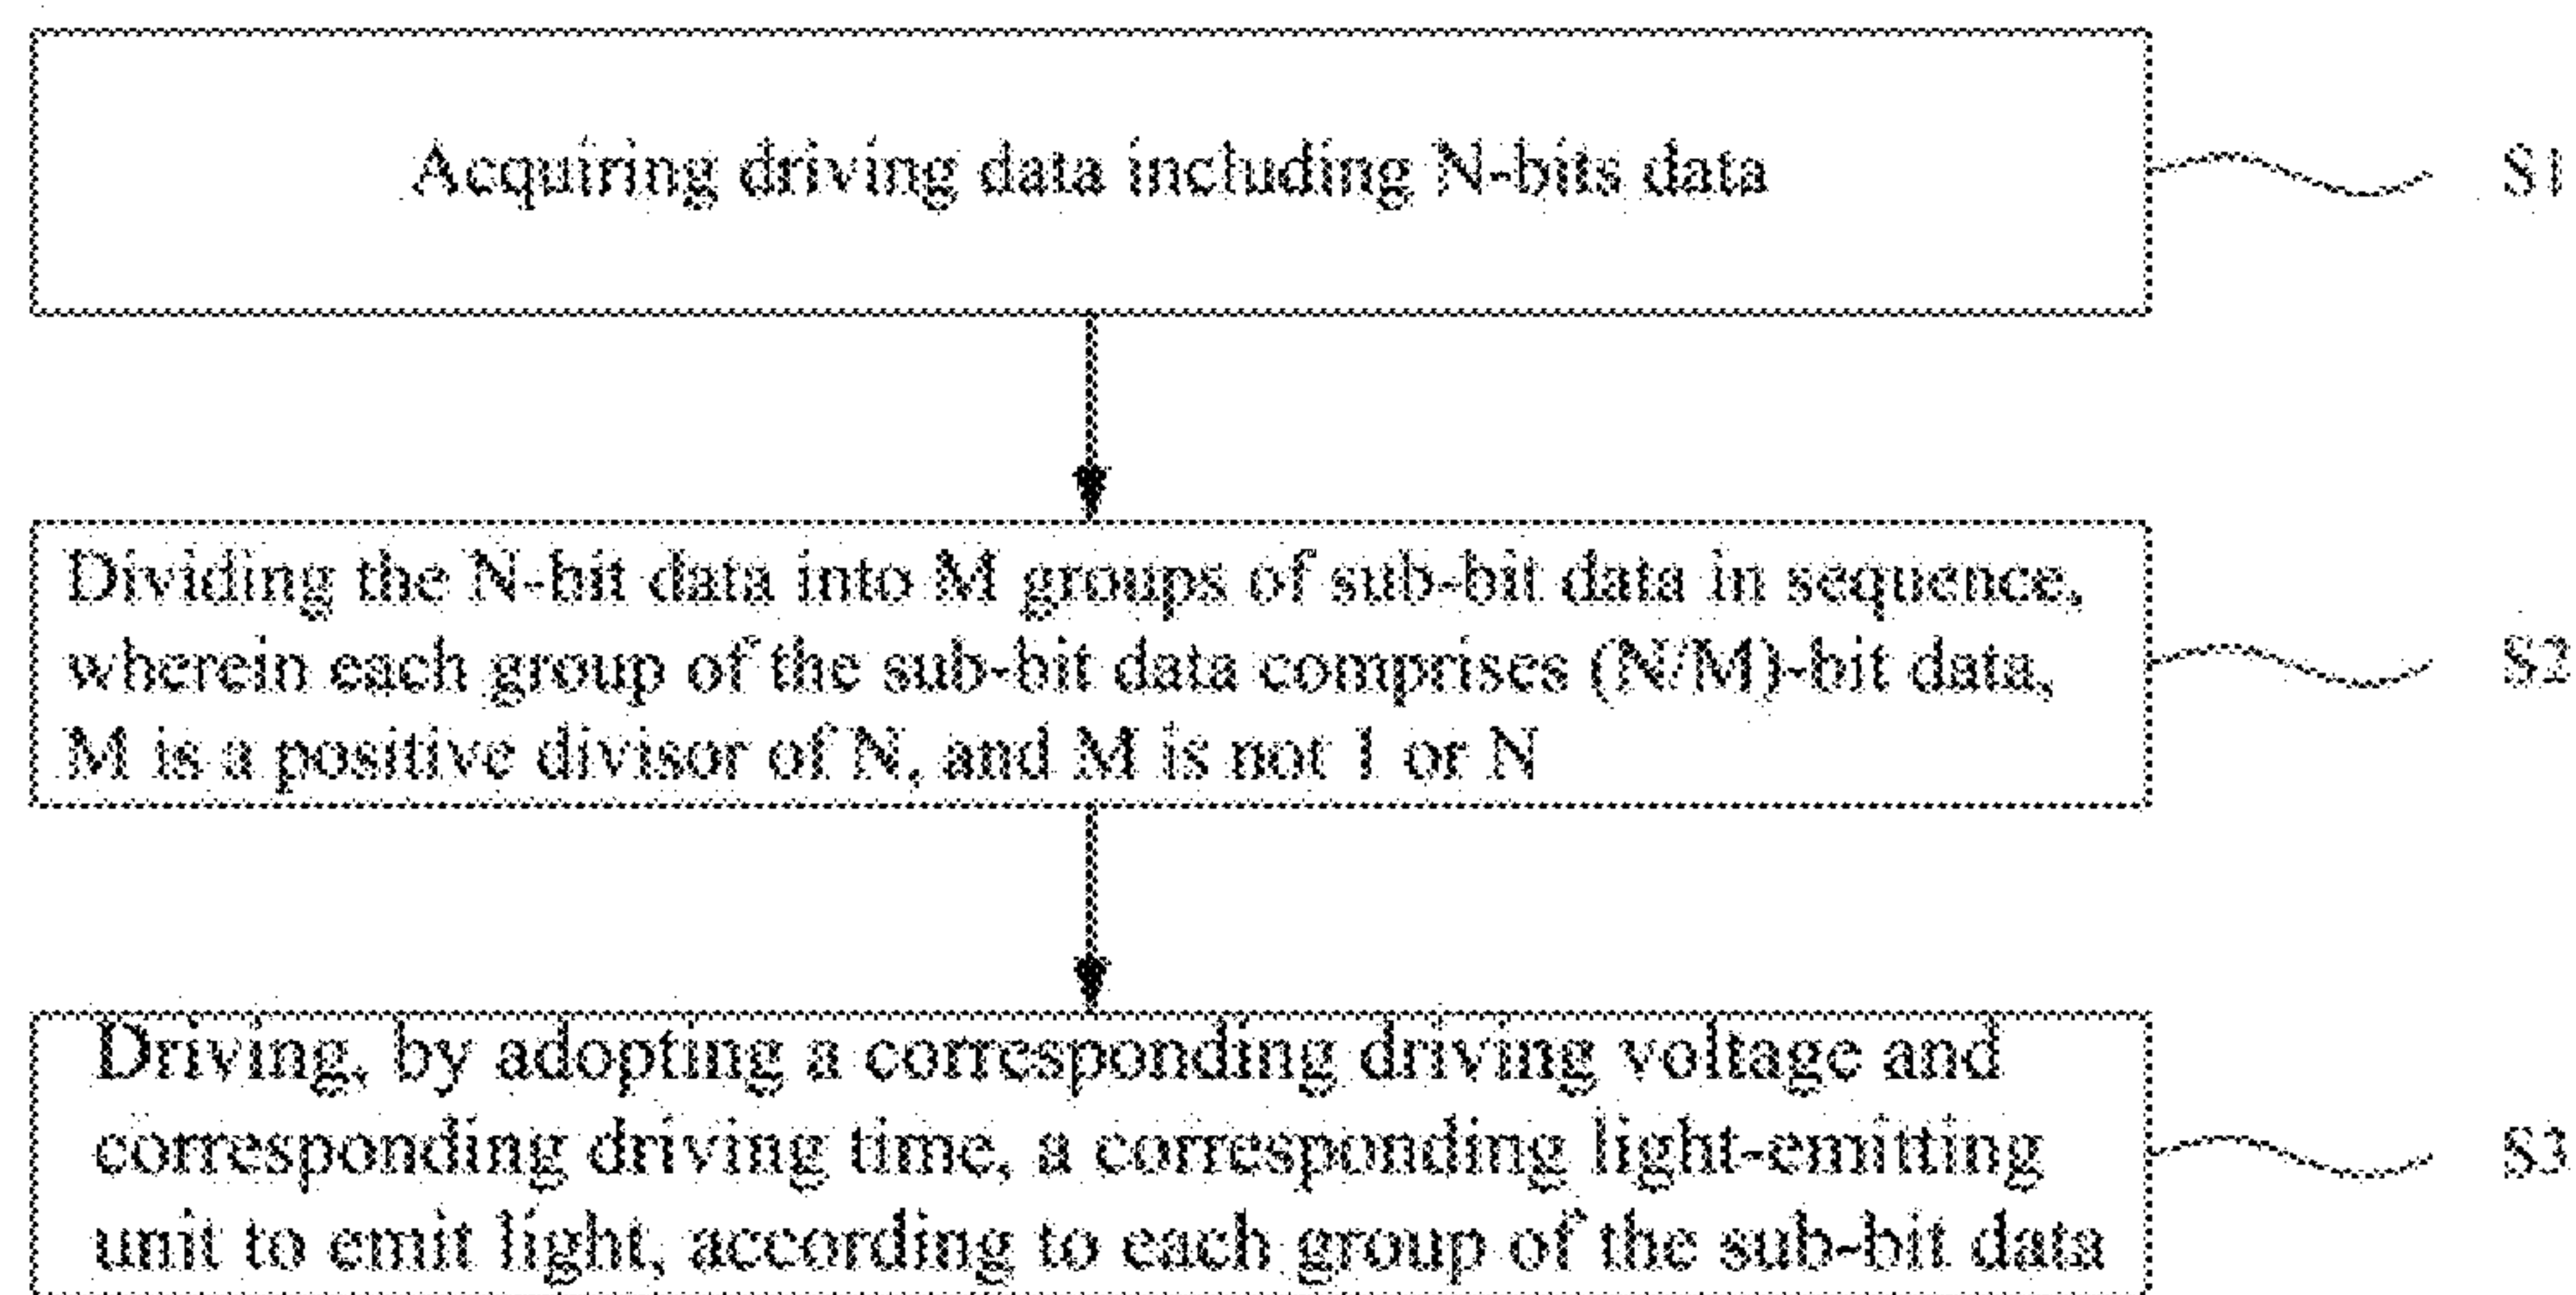 Acquiring driving data including N-bits data
S1
Dividing the N-bit data into M groups of sub-bit data in sequence,
wherein each group of the sub-bit data comprises (N/M)-bit data,
M is a positive divisor of N, and M is not 1 or N
S2
Driving, by adopting a corresponding driving voltage and
corresponding driving time, a corresponding light-emitting
unit to emit light, according to each group of the sub-bit data
S3